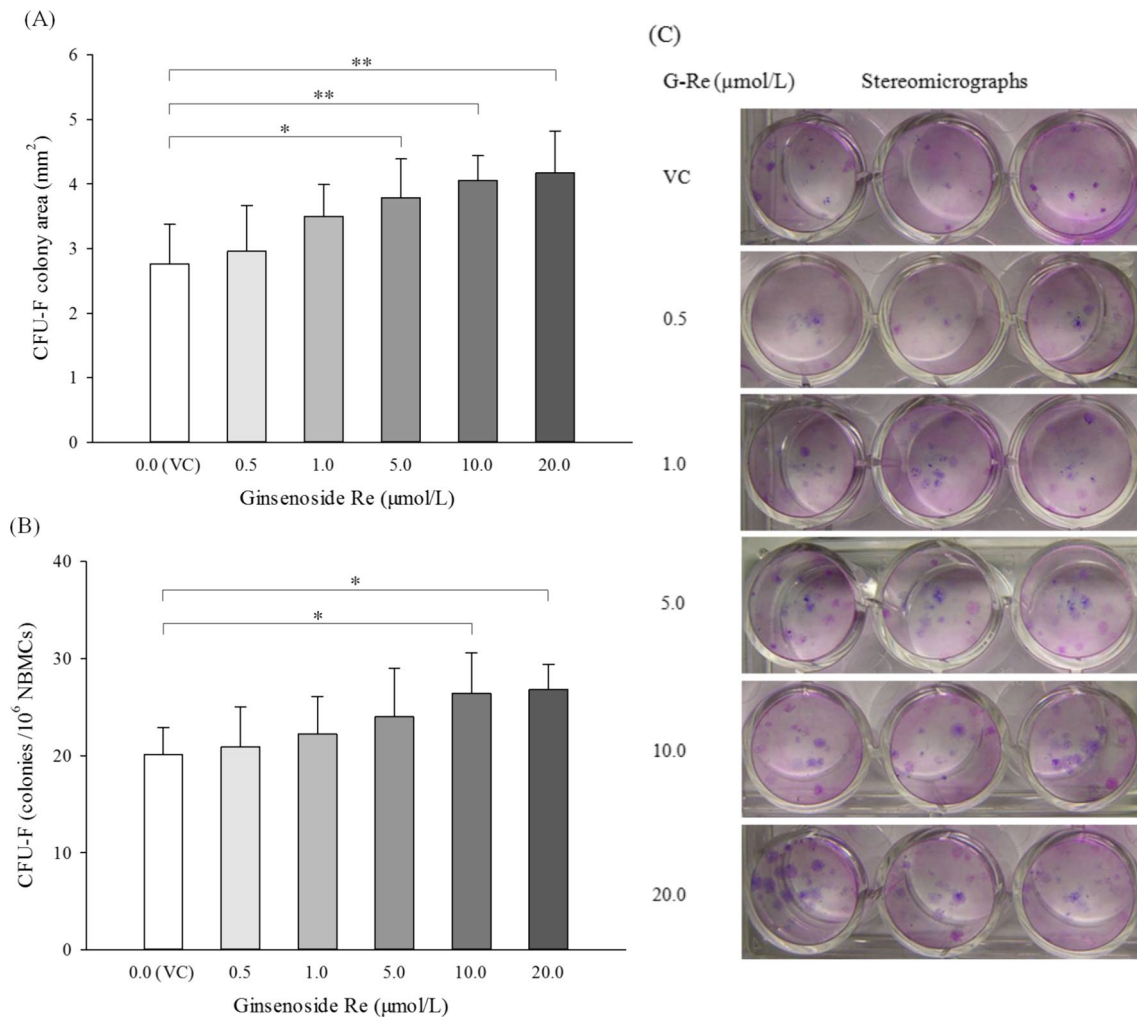 (A)
6
5
4
3
2
1
0
CFU-F colony area (mm²)
**
**
*
0.0 (VC) 0.5 1.0 5.0 10.0 20.0
Ginsenoside Re (μmol/L)
(B)
40
30
20
10
0
CFU-F (colonies /10⁶ NBMCs)
*
*
0.0 (VC) 0.5 1.0 5.0 10.0 20.0
Ginsenoside Re (μmol/L)
(C)
G-Re (μmol/L) Stereomicrographs
VC
0.5
1.0
5.0
10.0
20.0